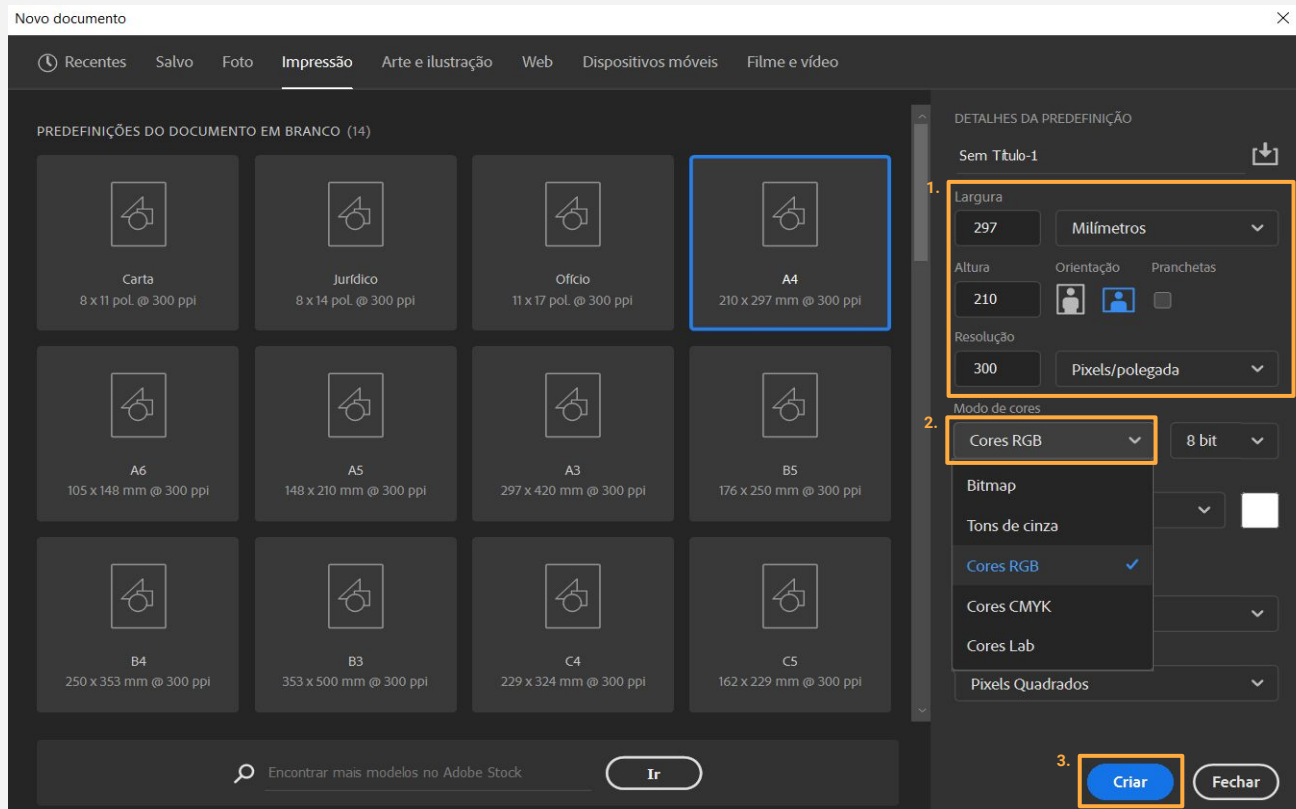 Novo documento
Recentes Salvo Foto Impressão Arte e ilustração Web Dispositivos móveis Filme e vídeo
PREDEFINIÇÕES DO DOCUMENTO EM BRANCO (14)
Carta
8 x 11 pol. @ 300 ppi
Jurídico
8 x 14 pol. @ 300 ppi
Ofício
11 x 17 pol. @ 300 ppi
A4
210 x 297 mm @ 300 ppi
A6
105 x 148 mm @ 300 ppi
A5
148 x 210 mm @ 300 ppi
A3
297 x 420 mm @ 300 ppi
B5
176 x 250 mm @ 300 ppi
B4
250 x 353 mm @ 300 ppi
B3
353 x 500 mm @ 300 ppi
C4
229 x 324 mm @ 300 ppi
C5
162 x 229 mm @ 300 ppi
Encontrar mais modelos no Adobe Stock Ir
DETALHES DA PREDEFINIÇÃO
Sem Título-1
1.
Largura
297 Milímetros
Altura Orientação Pranchetas
210
Resolução
300 Pixels/polegada
Modo de cores
2.
Cores RGB 8 bit
Bitmap
Tons de cinza
Cores RGB
Cores CMYK
Cores Lab
Pixels Quadrados
3.
Criar Fechar